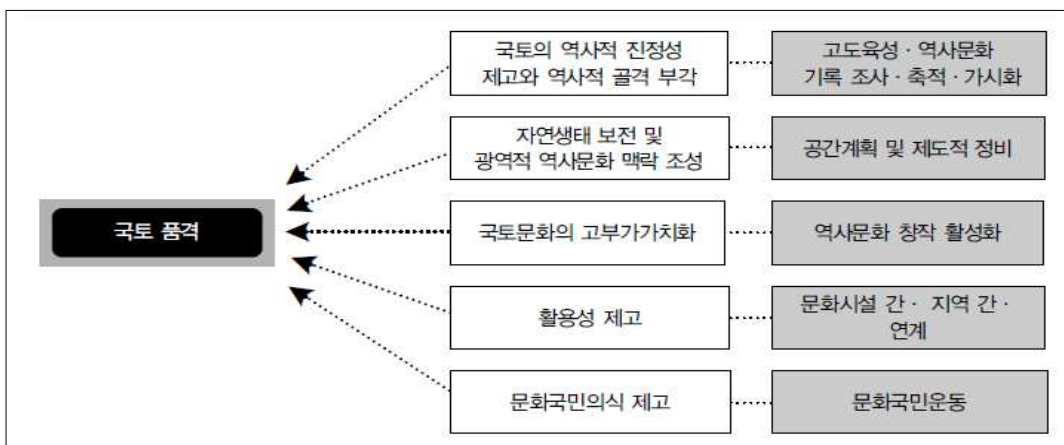 국토의 역사적 진정성
제고와 역사적 골격 부각
고도육성 · 역사문화
기록 조사 · 축적 · 가시화
자연생태 보전 및
광역적 역사문화 맥락 조성
공간계획 및 제도적 정비
국토 품격
국토문화의 고부가가치화
역사문화 창작 활성화
활용성 제고
문화시설 간 · 지역 간 ·
연계
문화국민의식 제고
문화국민운동